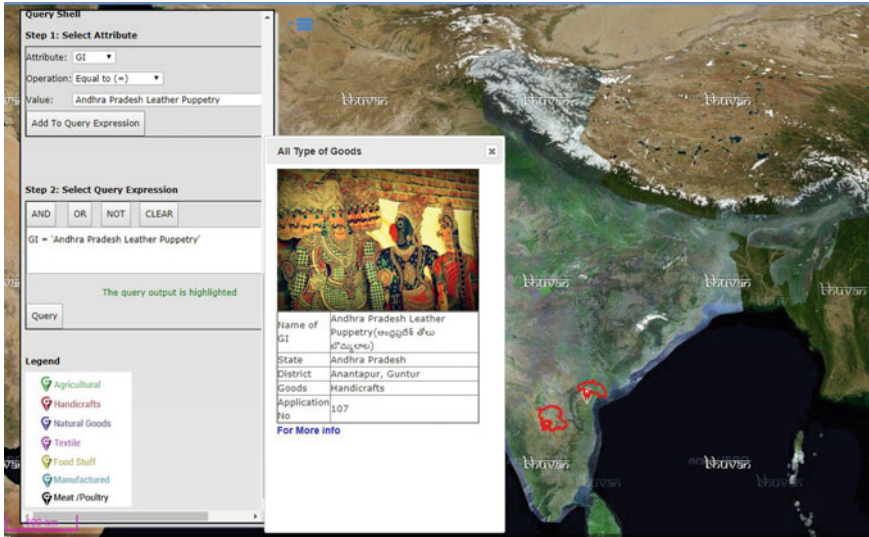 Query Shell
Step 1: Select Attribute
Attribute: GI
Operation: Equal to (=)
Value: Andhra Pradesh Leather Puppetry
Add To Query Expression
Step 2: Select Query Expression
AND OR NOT CLEAR
GI = 'Andhra Pradesh Leather Puppetry'
The query output is highlighted
Query
Legend
Agricultural
Handicrafts
Natural Goods
Textile
Food Stuff
Manufactured
Meat /Poultry
All Type of Goods
Name of GI
Andhra Pradesh Leather
Puppetry(ఆంధ్రప్రదేశ్ తోలు
బొమ్మలాట)
State Andhra Pradesh
District Anantapur, Guntur
Goods Handicrafts
Application No 107
For More info
bhuvan
bhuvan
bhuvan
bhuvan
bhuvan
bhuvan
bhuvan
bhuvan